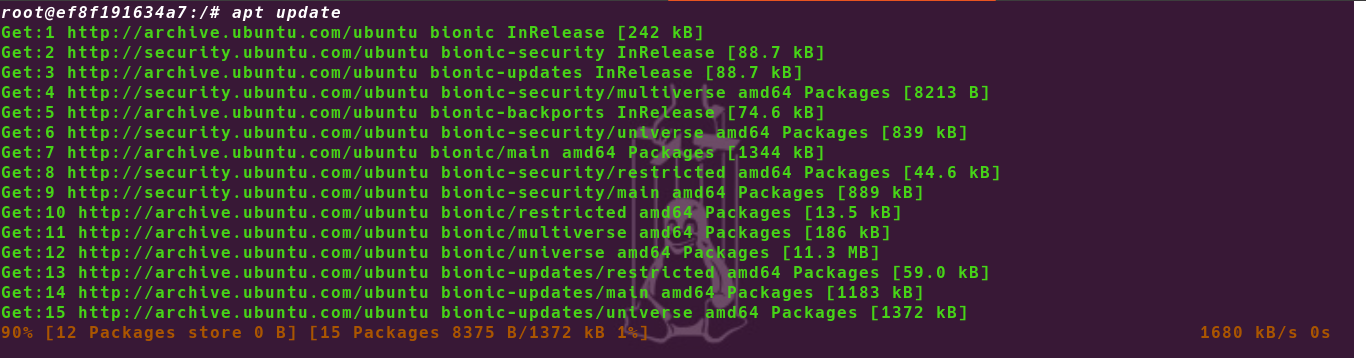 root@ef8f191634a7:/# apt update
Get:1 http://archive.ubuntu.com/ubuntu bionic InRelease [242 kB]
Get:2 http://security.ubuntu.com/ubuntu bionic-security InRelease [88.7 kB]
Get:3 http://archive.ubuntu.com/ubuntu bionic-updates InRelease [88.7 kB]
Get:4 http://security.ubuntu.com/ubuntu bionic-security/multiverse amd64 Packages [8213 B]
Get:5 http://archive.ubuntu.com/ubuntu bionic-backports InRelease [74.6 kB]
Get:6 http://security.ubuntu.com/ubuntu bionic-security/universe amd64 Packages [839 kB]
Get:7 http://archive.ubuntu.com/ubuntu bionic/main amd64 Packages [1344 kB]
Get:8 http://security.ubuntu.com/ubuntu bionic-security/restricted amd64 Packages [44.6 kB]
Get:9 http://security.ubuntu.com/ubuntu bionic-security/main amd64 Packages [889 kB]
Get:10 http://archive.ubuntu.com/ubuntu bionic/restricted amd64 Packages [13.5 kB]
Get:11 http://archive.ubuntu.com/ubuntu bionic/multiverse amd64 Packages [186 kB]
Get:12 http://archive.ubuntu.com/ubuntu bionic/universe amd64 Packages [11.3 MB]
Get:13 http://archive.ubuntu.com/ubuntu bionic-updates/restricted amd64 Packages [59.0 kB]
Get:14 http://archive.ubuntu.com/ubuntu bionic-updates/main amd64 Packages [1183 kB]
Get:15 http://archive.ubuntu.com/ubuntu bionic-updates/universe amd64 Packages [1372 kB]
90% [12 Packages store 0 B] [15 Packages 8375 B/1372 kB 1%] 1680 kB/s 0s